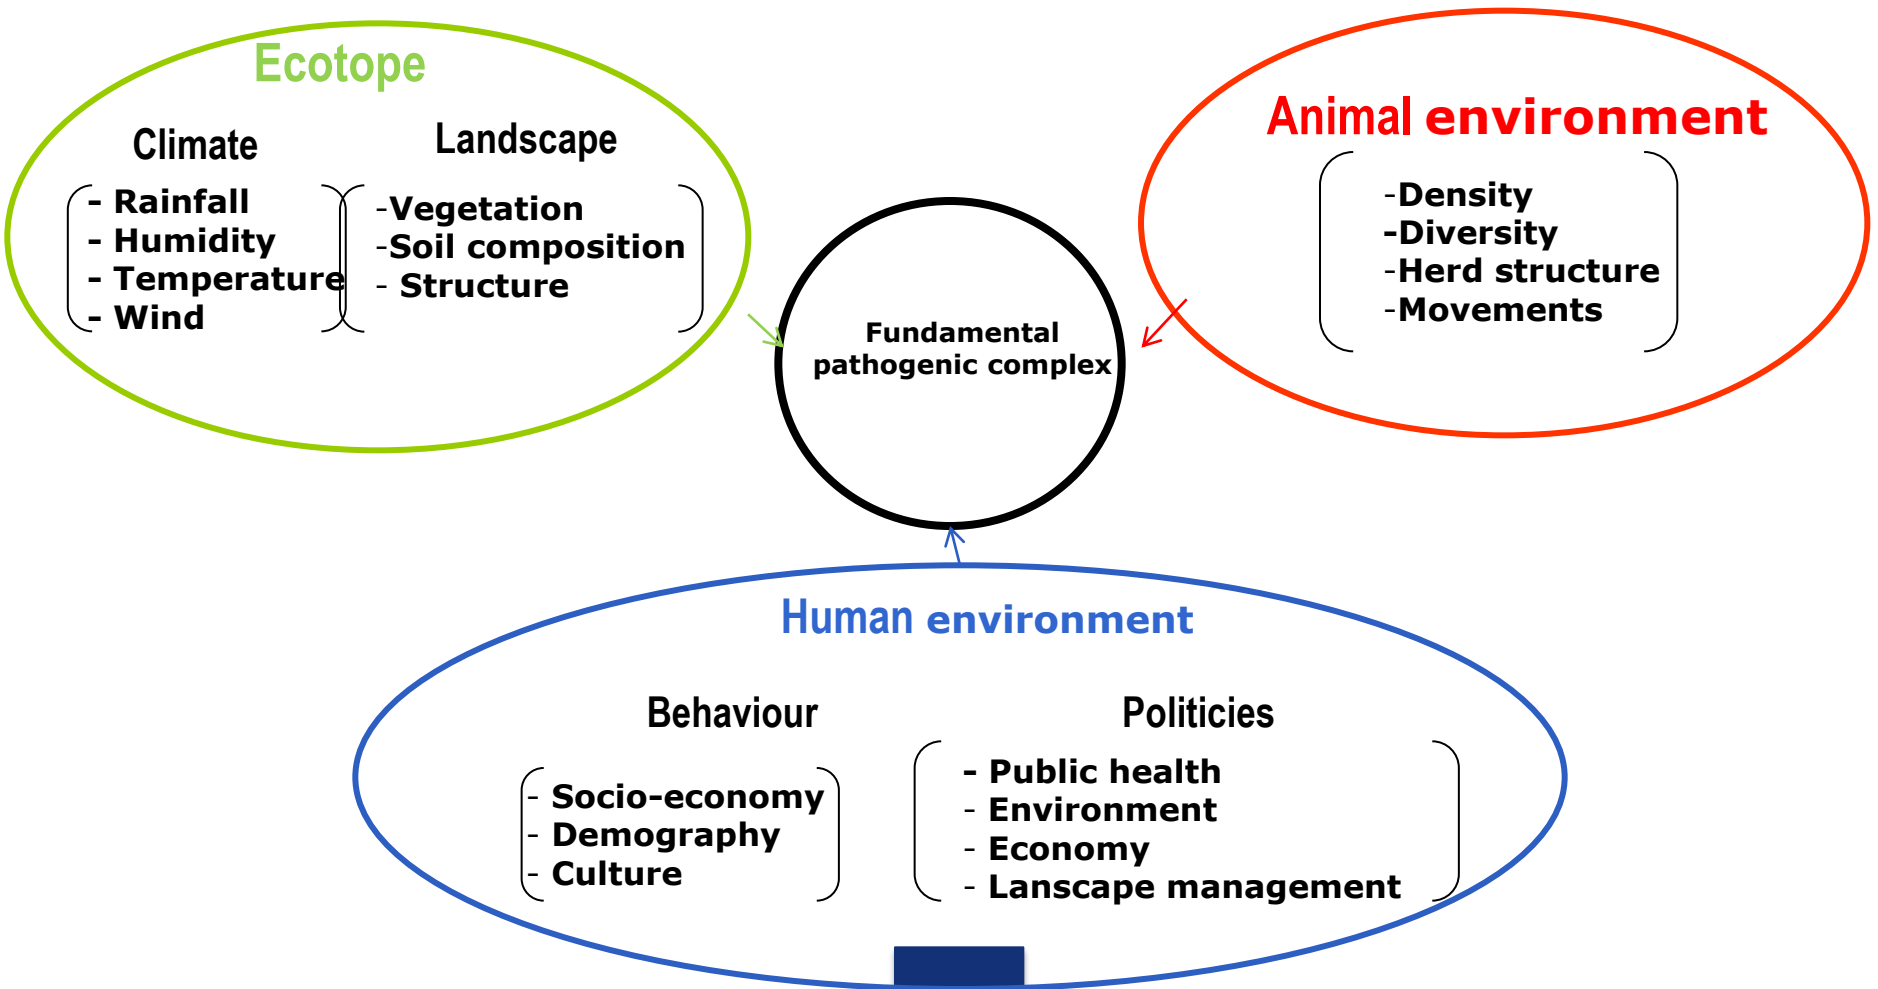 Ecotope
Climate
- Rainfall
- Humidity
- Temperature
- Wind
Landscape
-Vegetation
-Soil composition
- Structure
Animal environment
-Density
-Diversity
-Herd structure
-Movements
Fundamental
pathogenic complex
Human environment
Behaviour
- Socio-economy
- Demography
- Culture
Politicies
- Public health
- Environment
- Economy
- Lanscape management